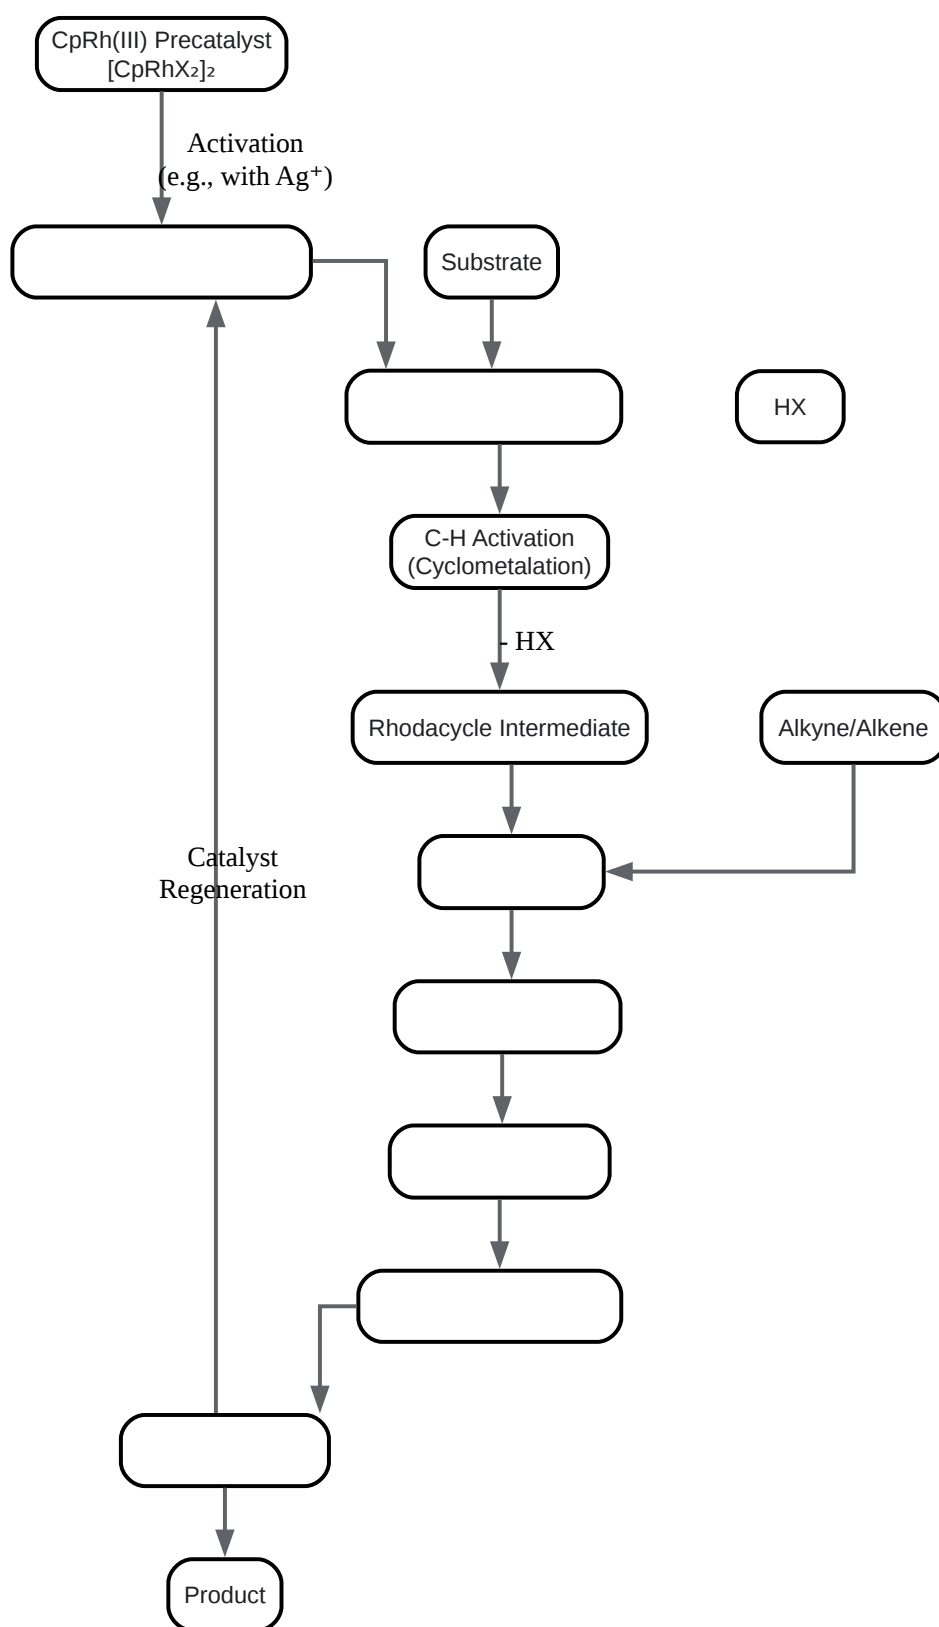 CpRh(III) Precatalyst
[CpRhX₂]₂
Activation
(e.g., with Ag⁺)
Substrate
HX
C-H Activation
(Cyclometalation)
- HX
Rhodacycle Intermediate
Alkyne/Alkene
Catalyst
Regeneration
Product